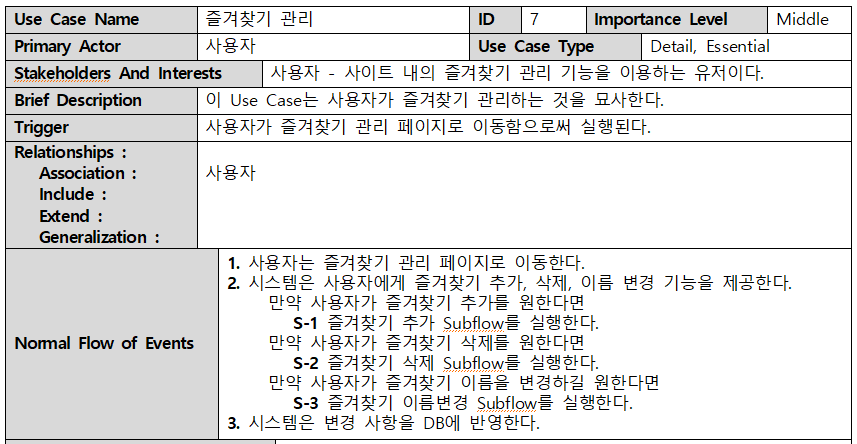 Use Case Name 즐겨찾기 관리 ID 7 Importance Level Middle
Primary Actor 사용자 Use Case Type Detail, Essential
Stakeholders And Interests 사용자 - 사이트 내의 즐겨찾기 관리 기능을 이용하는 유저이다.
Brief Description 이 Use Case는 사용자가 즐겨찾기 관리하는 것을 묘사한다.
Trigger 사용자가 즐겨찾기 관리 페이지로 이동함으로써 실행된다.
Relationships :
Association : 사용자
Include :
Extend :
Generalization :
Normal Flow of Events
1. 사용자는 즐겨찾기 관리 페이지로 이동한다.
2. 시스템은 사용자에게 즐겨찾기 추가, 삭제, 이름 변경 기능을 제공한다.
만약 사용자가 즐겨찾기 추가를 원한다면
S-1 즐겨찾기 추가 Subflow를 실행한다.
만약 사용자가 즐겨찾기 삭제를 원한다면
S-2 즐겨찾기 삭제 Subflow를 실행한다.
만약 사용자가 즐겨찾기 이름을 변경하길 원한다면
S-3 즐겨찾기 이름변경 Subflow를 실행한다.
3. 시스템은 변경 사항을 DB에 반영한다.